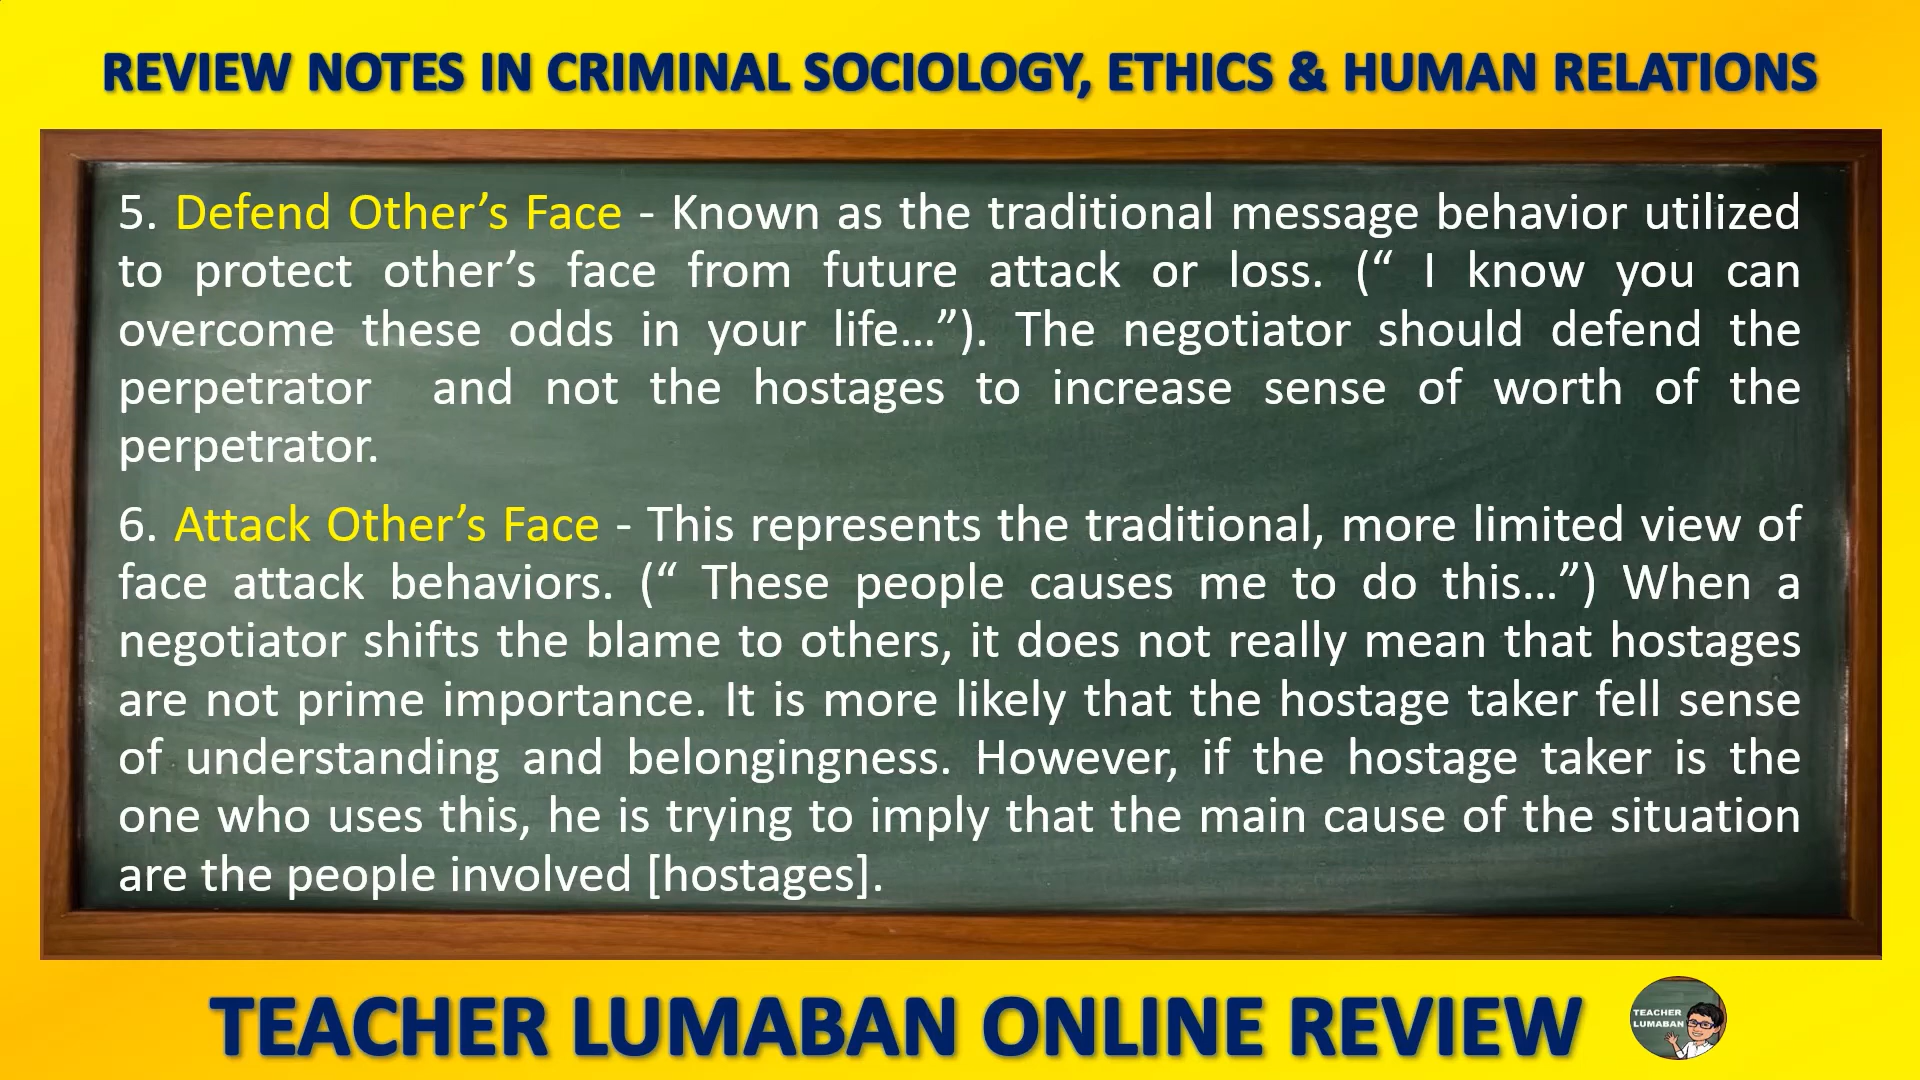 REVIEW NOTES IN CRIMINAL SOCIOLOGY, ETHICS & HUMAN RELATIONS
5. Defend Other’s Face - Known as the traditional message behavior utilized
to protect other’s face from future attack or loss. (“ I know you can
overcome these odds in your life…”). The negotiator should defend the
perpetrator and not the hostages to increase sense of worth of the
perpetrator.
6. Attack Other’s Face - This represents the traditional, more limited view of
face attack behaviors. (“ These people causes me to do this…”) When a
negotiator shifts the blame to others, it does not really mean that hostages
are not prime importance. It is more likely that the hostage taker fell sense
of understanding and belongingness. However, if the hostage taker is the
one who uses this, he is trying to imply that the main cause of the situation
are the people involved [hostages].
TEACHER LUMABAN ONLINE REVIEW
TEACHER
LUMABAN